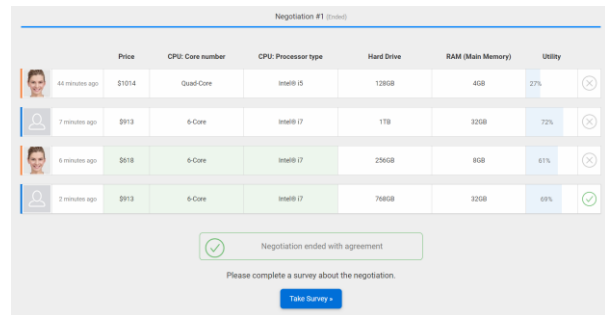 Negotiation #1 (Ended)
Price CPU: Core number CPU: Processor type Hard Drive RAM (Main Memory) Utility
44 minutes ago $1014 Quad-Core Intel® i5 128GB 4GB 27%
7 minutes ago $913 6-Core Intel® i7 1TB 32GB 72%
6 minutes ago $618 6-Core Intel® i7 256GB 8GB 61%
2 minutes ago $913 6-Core Intel® i7 768GB 32GB 69%
Negotiation ended with agreement
Please complete a survey about the negotiation.
Take Survey »